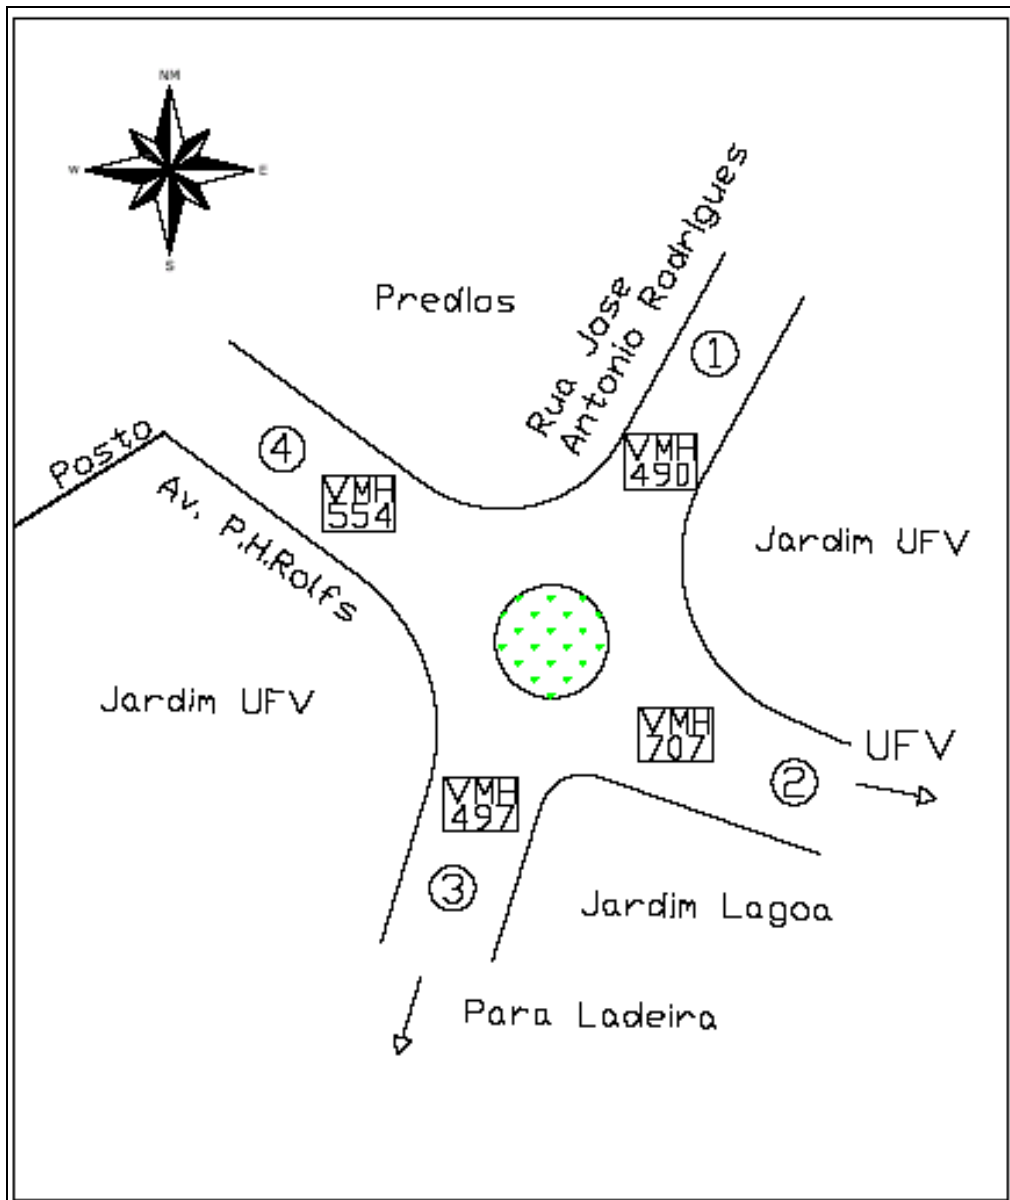 NM
W
E
S
Predios
Rua Jose
Antonio Rodrigues
1
4
Posto
VMH
490
VMH
554
Av. P.H.Rolfs
Jardim UFV
Jardim UFV
VMH
707
UFV
2
VMH
497
3
Jardim Lagoa
Para Ladeira